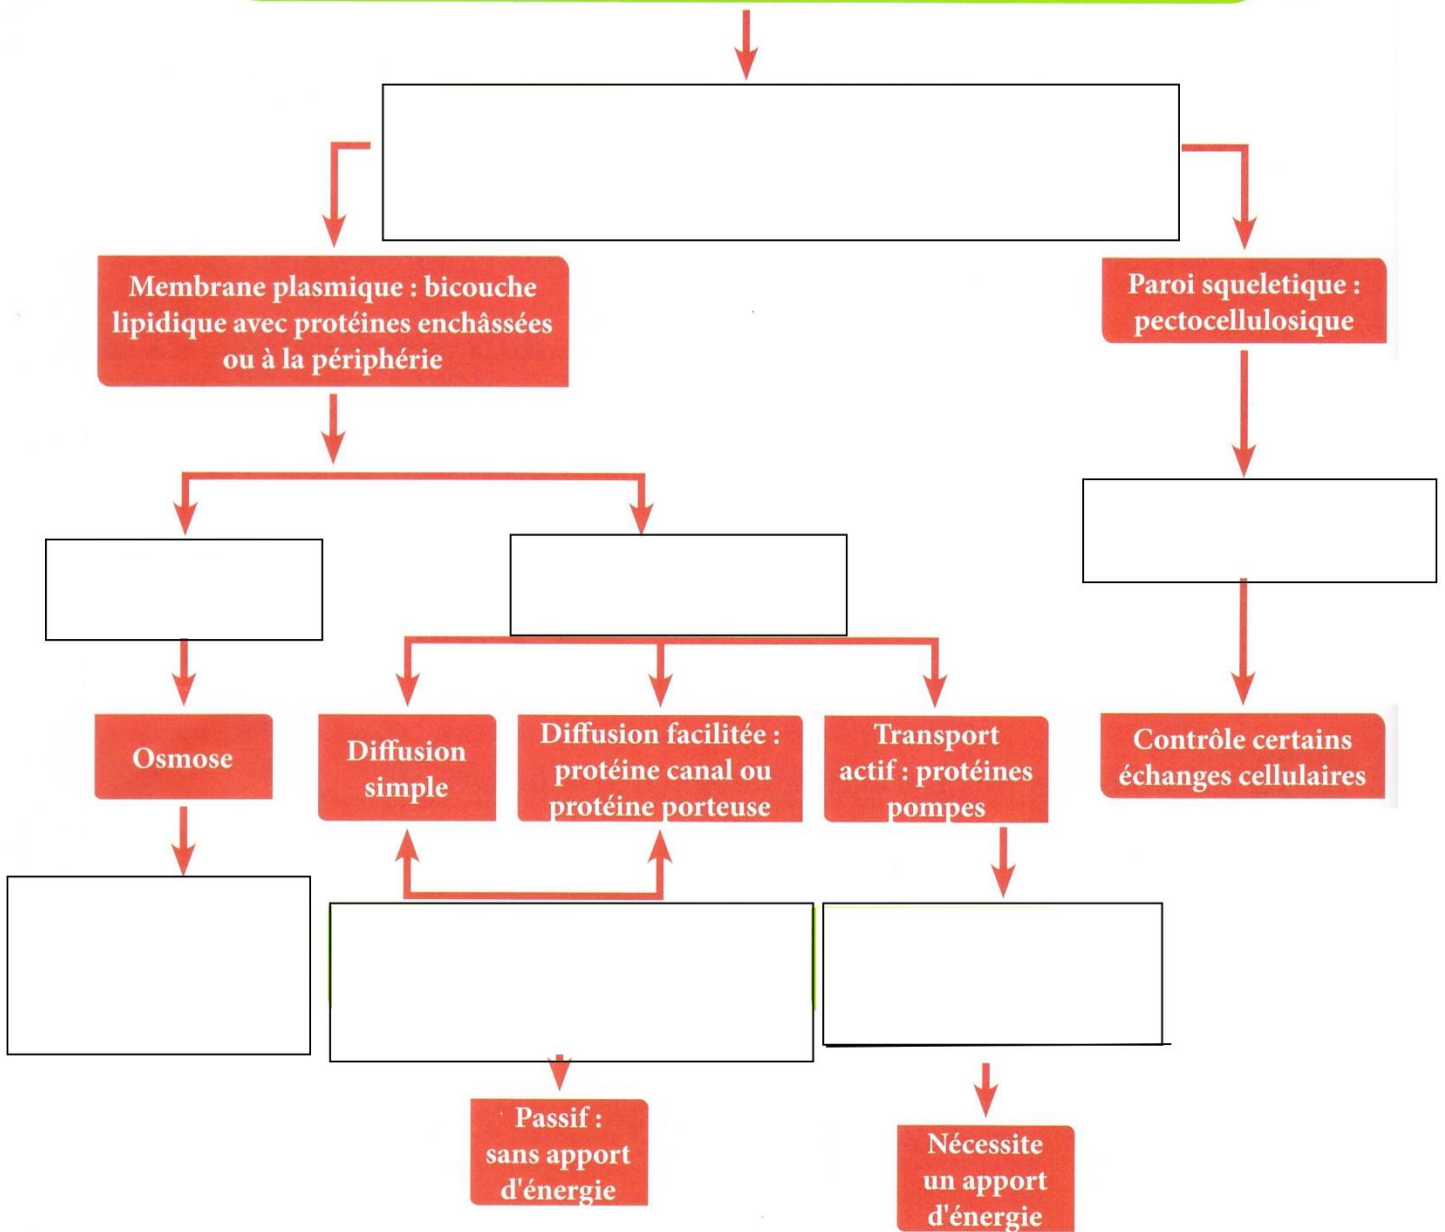 Membrane plasmique : bicouche
lipidique avec protéines enchâssées
ou à la périphérie
Paroi squeletique :
pectocellulosique
Osmose
Diffusion
simple
Diffusion facilitée :
protéine canal ou
protéine porteuse
Transport
actif : protéines
pompes
Contrôle certains
échanges cellulaires
Passif :
sans apport
d'énergie
Nécessite
un apport
d'énergie